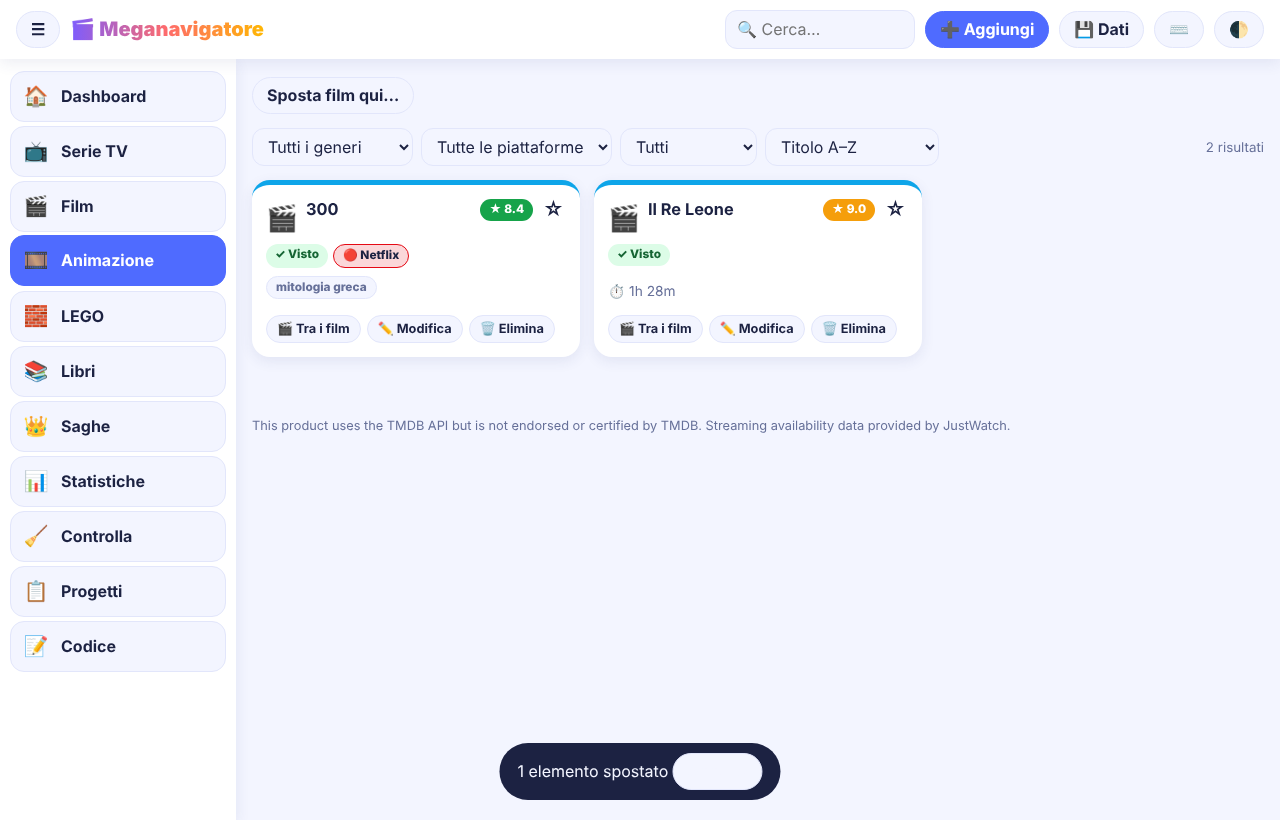 ☰ Meganavigatore
🔍 Cerca...
➕ Aggiungi
💾 Dati
🏠 Dashboard
📺 Serie TV
🎬 Film
🎞️ Animazione
🧱 LEGO
📚 Libri
👑 Saghe
📊 Statistiche
🧹 Controlla
📋 Progetti
📝 Codice
Sposta film qui...
Tutti i generi
Tutte le piattaforme
Tutti
Titolo A–Z
2 risultati
🎬 300 ★ 8.4 ☆
✓ Visto 🔴 Netflix
mitologia greca
🎬 Tra i film ✏️ Modifica 🗑️ Elimina
🎬 Il Re Leone ★ 9.0 ☆
✓ Visto
⏱️ 1h 28m
🎬 Tra i film ✏️ Modifica 🗑️ Elimina
This product uses the TMDB API but is not endorsed or certified by TMDB. Streaming availability data provided by JustWatch.
1 elemento spostato